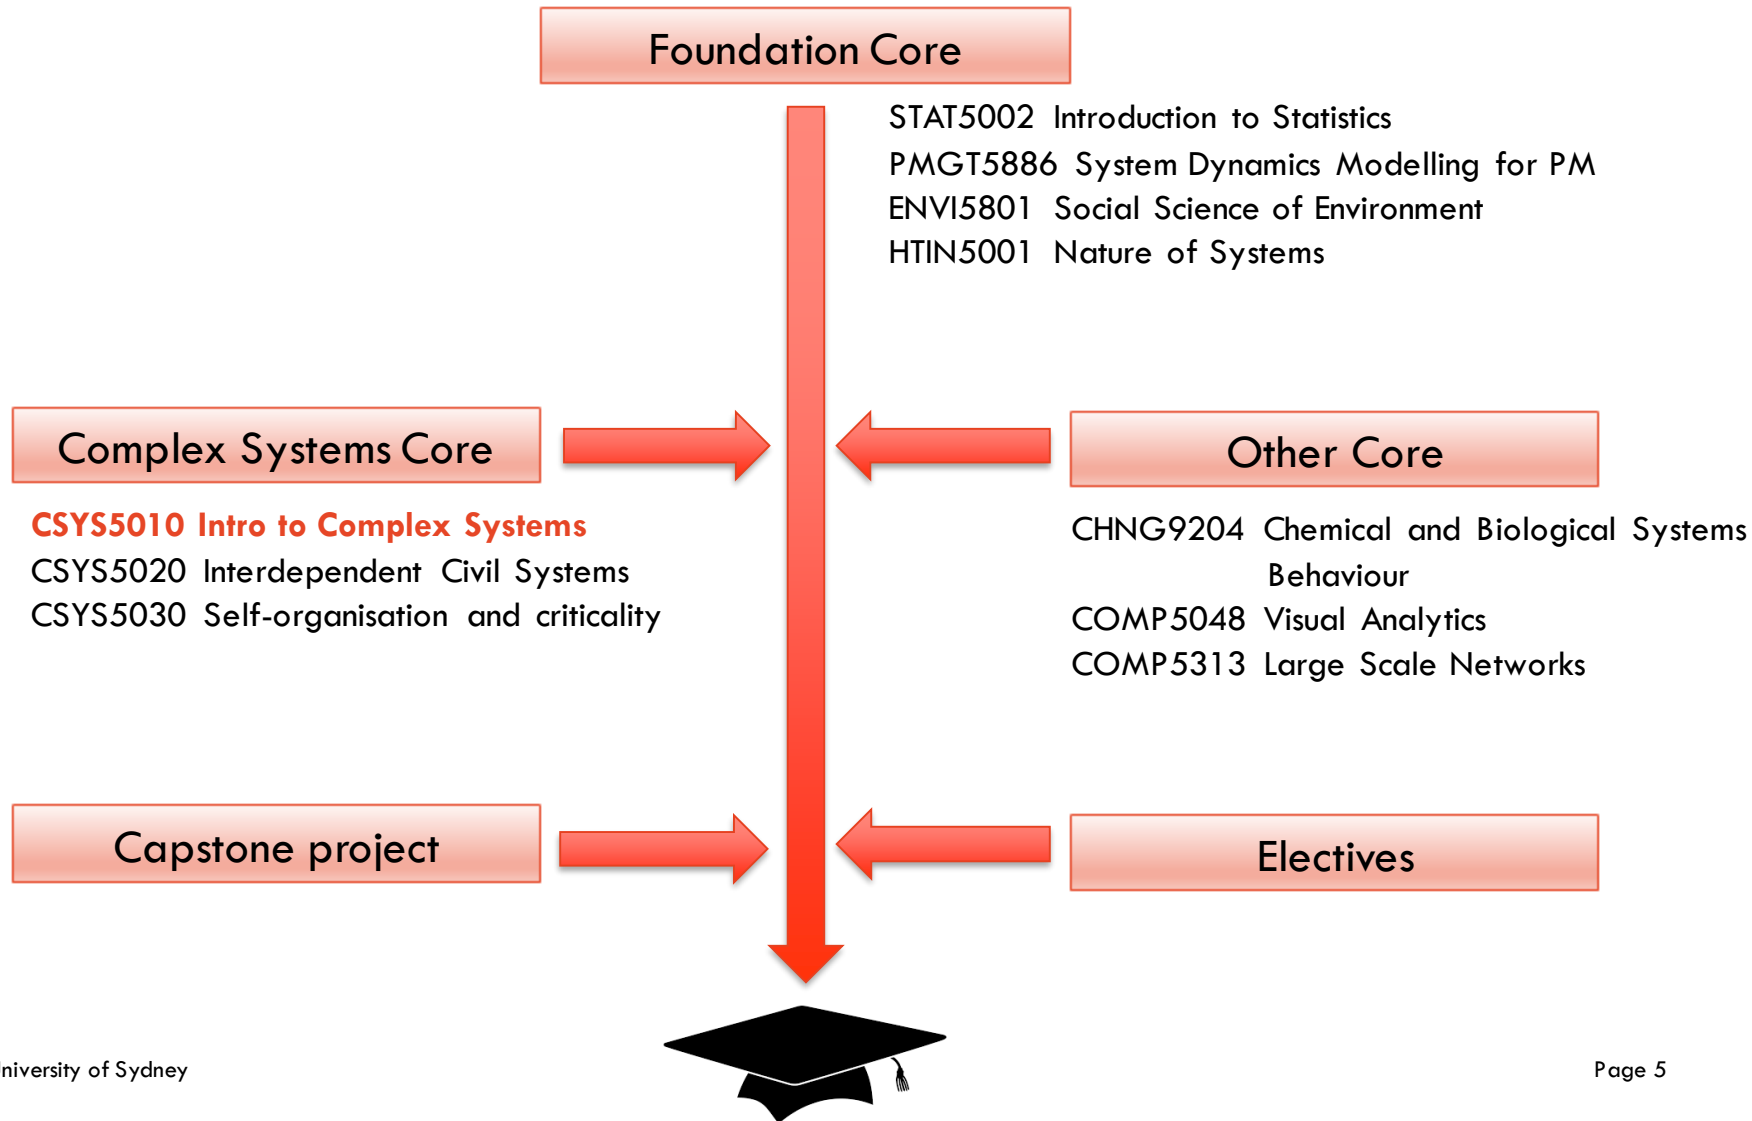 Foundation Core
STAT5002 Introduction to Statistics
PMGT5886 System Dynamics Modelling for PM
ENVI5801 Social Science of Environment
HTIN5001 Nature of Systems
Complex Systems Core
CSYS5010 Intro to Complex Systems
CSYS5020 Interdependent Civil Systems
CSYS5030 Self-organisation and criticality
Other Core
CHNG9204 Chemical and Biological Systems
Behaviour
COMP5048 Visual Analytics
COMP5313 Large Scale Networks
Capstone project
Electives
niversity of Sydney
Page 5